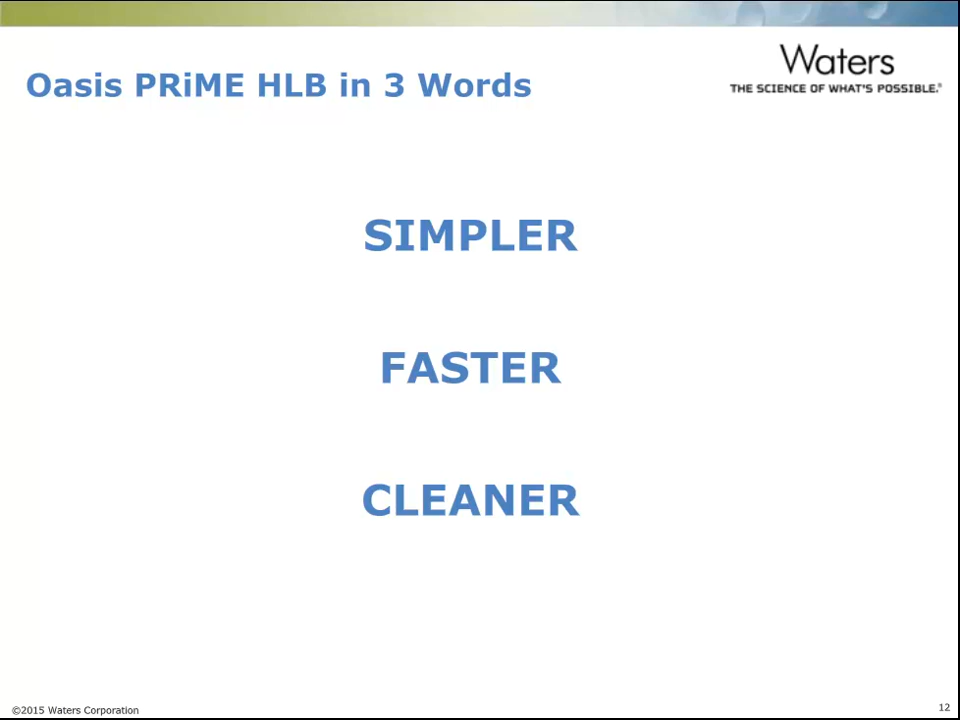 Oasis PRiME HLB in 3 Words
Waters
THE SCIENCE OF WHAT'S POSSIBLE.®
SIMPLER
FASTER
CLEANER
©2015 Waters Corporation
12